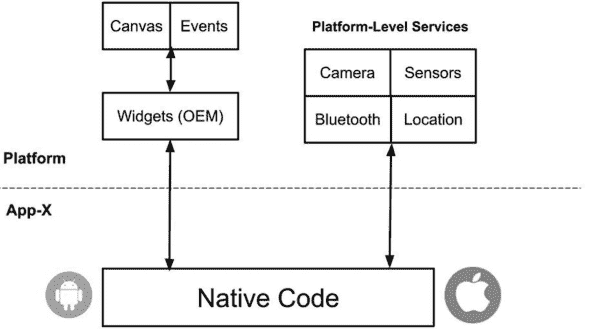 Canvas Events
Platform-Level Services
Camera Sensors
Widgets (OEM)
Bluetooth Location
Platform
App-X
Native Code